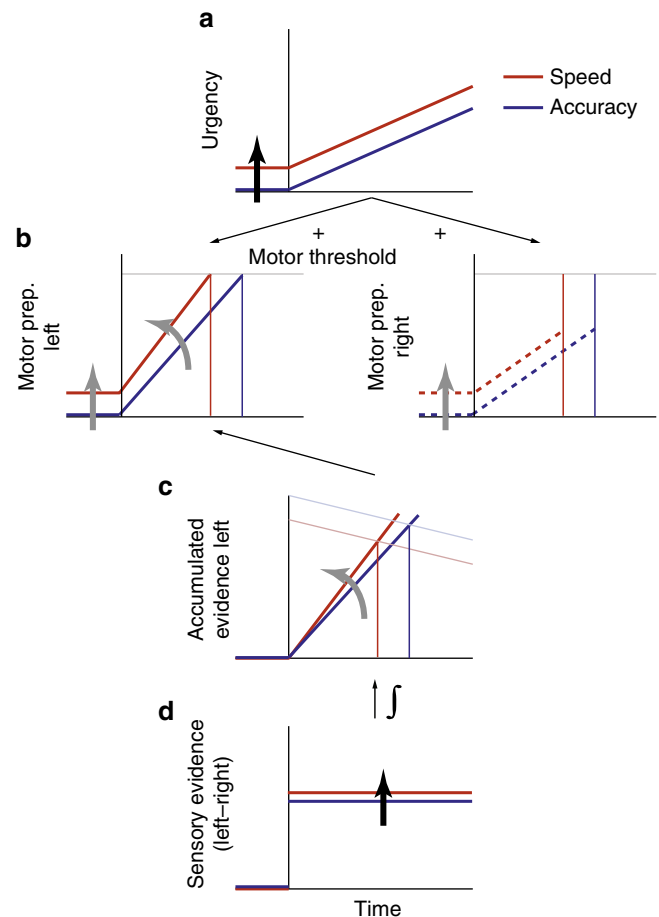 a
Urgency
Speed
Accuracy
b
+ +
Motor threshold
Motor prep.
left
Motor prep.
right
c
Accumulated
evidence left
∫
d
Sensory evidence
(left–right)
Time